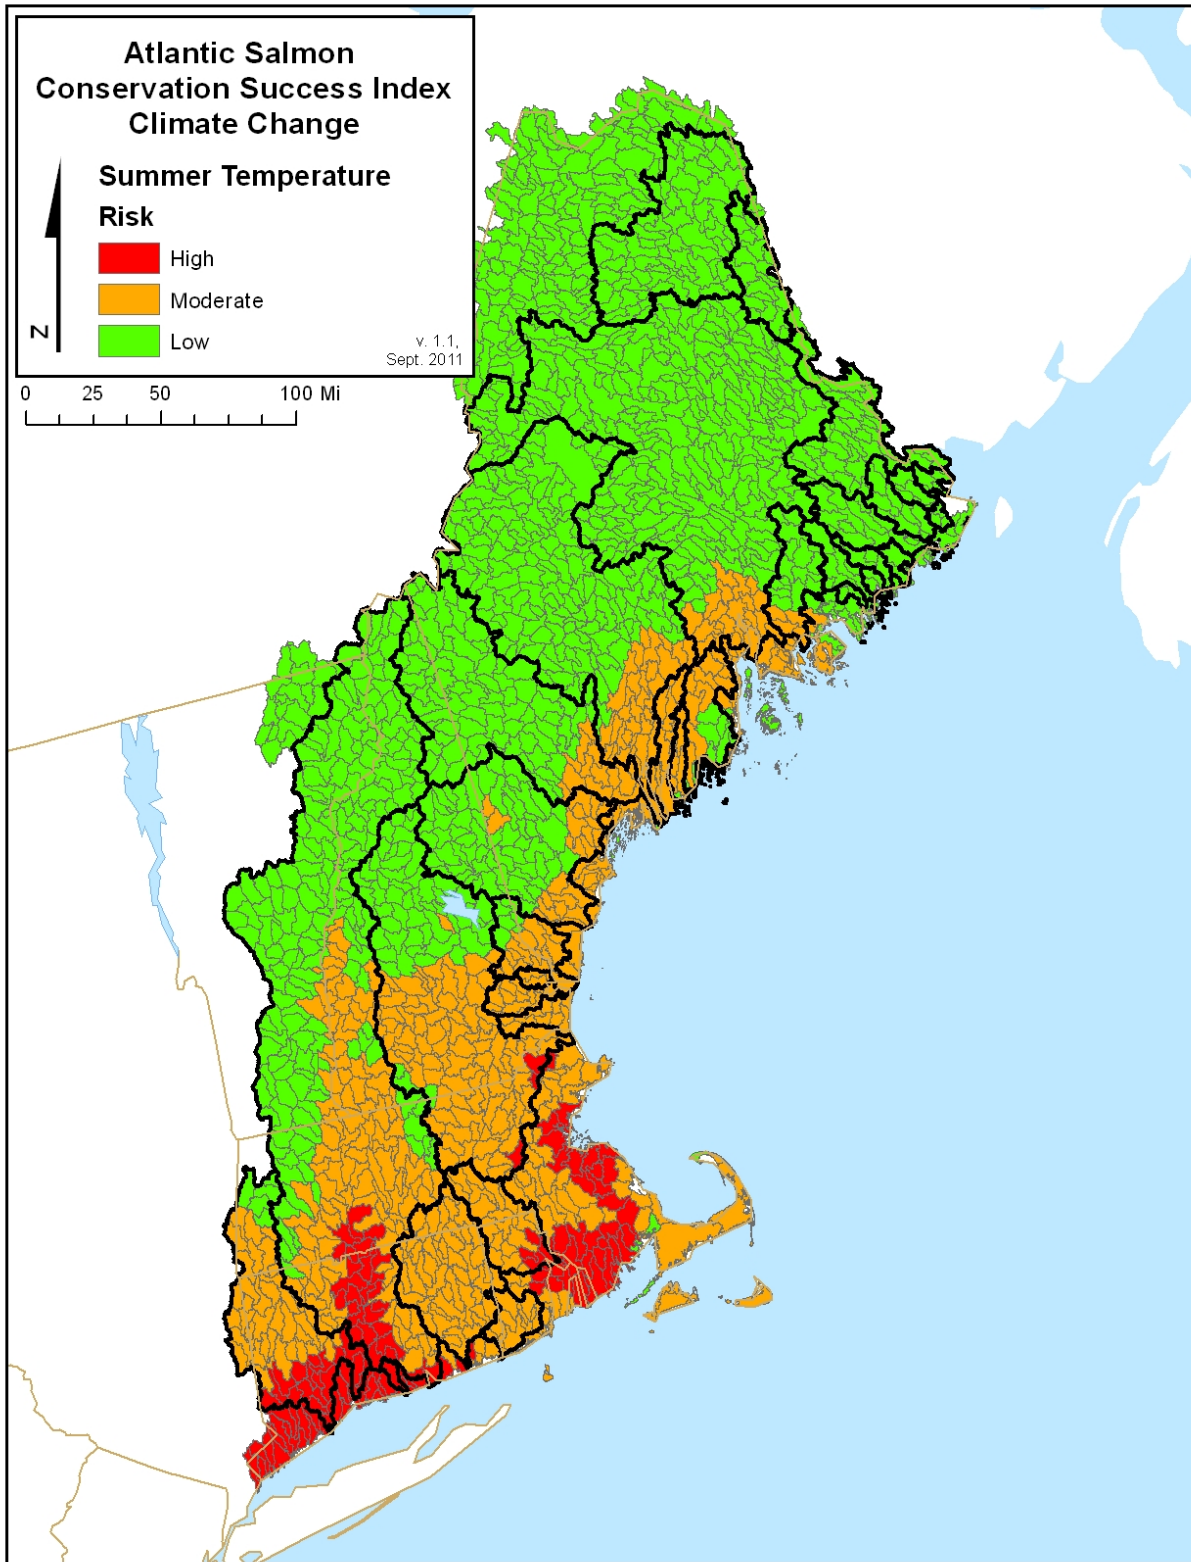 Atlantic Salmon
Conservation Success Index
Climate Change
Summer Temperature
Risk
High
Moderate
Low
N
v. 1.1,
Sept. 2011
0 25 50 100 Mi